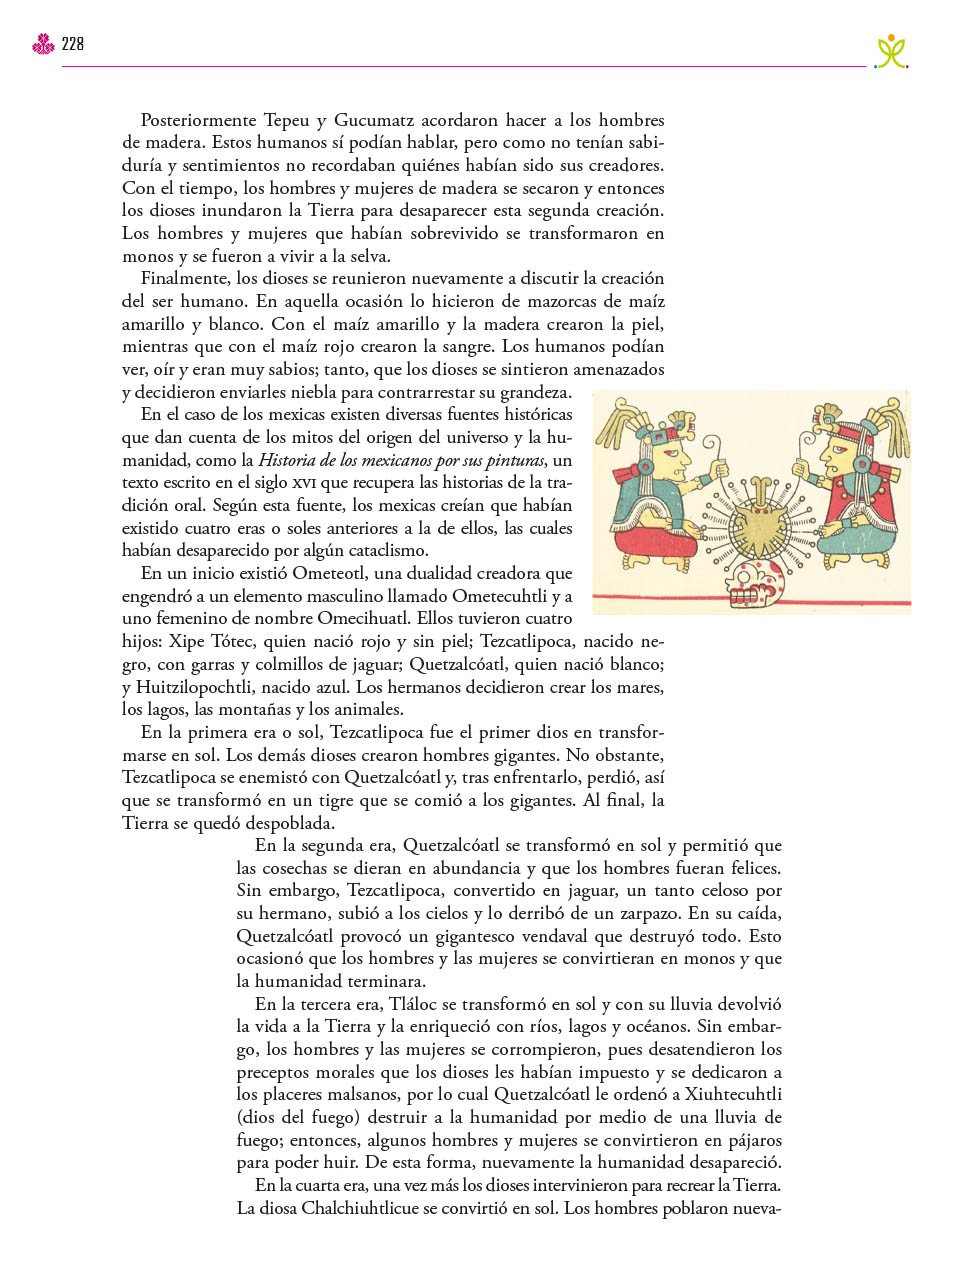 228
Posteriormente Tepeu y Gucumatz acordaron hacer a los hombres
de madera. Estos humanos sí podían hablar, pero como no tenían sabi-
duría y sentimientos no recordaban quiénes habían sido sus creadores.
Con el tiempo, los hombres y mujeres de madera se secaron y entonces
los dioses inundaron la Tierra para desaparecer esta segunda creación.
Los hombres y mujeres que habían sobrevivido se transformaron en
monos y se fueron a vivir a la selva.
Finalmente, los dioses se reunieron nuevamente a discutir la creación
del ser humano. En aquella ocasión lo hicieron de mazorcas de maíz
amarillo y blanco. Con el maíz amarillo y la madera crearon la piel,
mientras que con el maíz rojo crearon la sangre. Los humanos podían
ver, oír y eran muy sabios; tanto, que los dioses se sintieron amenazados
y decidieron enviarles niebla para contrarrestar su grandeza.
En el caso de los mexicas existen diversas fuentes históricas
que dan cuenta de los mitos del origen del universo y la hu-
manidad, como la Historia de los mexicanos por sus pinturas, un
texto escrito en el siglo XVI que recupera las historias de la tra-
dición oral. Según esta fuente, los mexicas creían que habían
existido cuatro eras o soles anteriores a la de ellos, las cuales
habían desaparecido por algún cataclismo.
En un inicio existió Ometeotl, una dualidad creadora que
engendró a un elemento masculino llamado Ometecuhtli y a
uno femenino de nombre Omecihuatl. Ellos tuvieron cuatro
hijos: Xipe Tótec, quien nació rojo y sin piel; Tezcatlipoca, nacido ne-
gro, con garras y colmillos de jaguar; Quetzalcóatl, quien nació blanco;
y Huitzilopochtli, nacido azul. Los hermanos decidieron crear los mares,
los lagos, las montañas y los animales.
En la primera era o sol, Tezcatlipoca fue el primer dios en transfor-
marse en sol. Los demás dioses crearon hombres gigantes. No obstante,
Tezcatlipoca se enemistó con Quetzalcóatl y, tras enfrentarlo, perdió, así
que se transformó en un tigre que se comió a los gigantes. Al final, la
Tierra se quedó despoblada.
En la segunda era, Quetzalcóatl se transformó en sol y permitió que
las cosechas se dieran en abundancia y que los hombres fueran felices.
Sin embargo, Tezcatlipoca, convertido en jaguar, un tanto celoso por
su hermano, subió a los cielos y lo derribó de un zarpazo. En su caída,
Quetzalcóatl provocó un gigantesco vendaval que destruyó todo. Esto
ocasionó que los hombres y las mujeres se convirtieran en monos y que
la humanidad terminara.
En la tercera era, Tláloc se transformó en sol y con su lluvia devolvió
la vida a la Tierra y la enriqueció con ríos, lagos y océanos. Sin embar-
go, los hombres y las mujeres se corrompieron, pues desatendieron los
preceptos morales que los dioses les habían impuesto y se dedicaron a
los placeres malsanos, por lo cual Quetzalcóatl le ordenó a Xiuhtecuhtli
(dios del fuego) destruir a la humanidad por medio de una lluvia de
fuego; entonces, algunos hombres y mujeres se convirtieron en pájaros
para poder huir. De esta forma, nuevamente la humanidad desapareció.
En la cuarta era, una vez más los dioses intervinieron para recrear la Tierra.
La diosa Chalchiuhtlicue se convirtió en sol. Los hombres poblaron nueva-